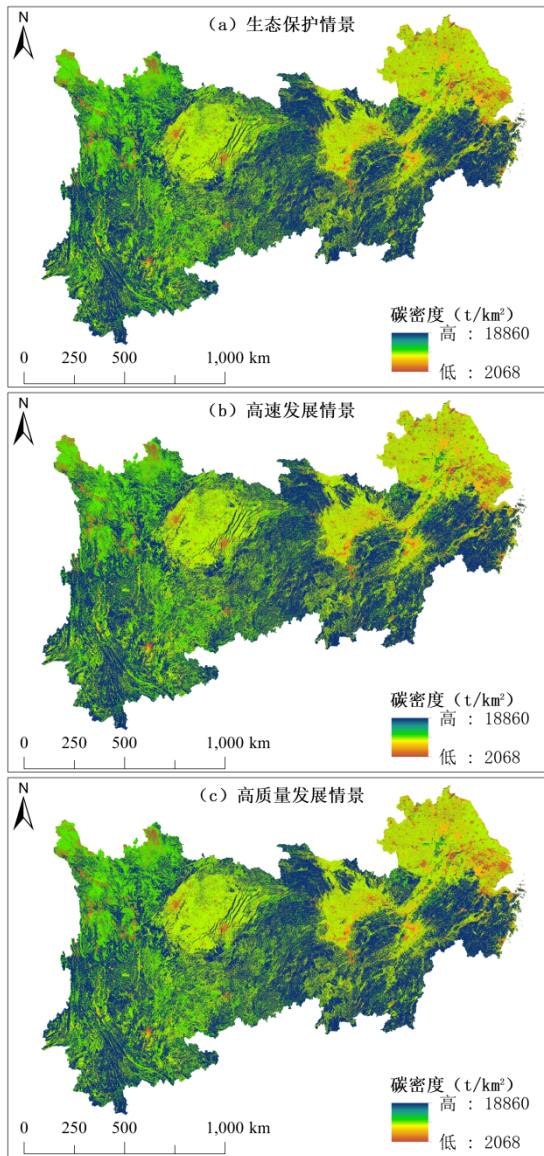 (a) 生态保护情景
N
碳密度（t/km²）
高 : 18860
低 : 2068
0 250 500 1,000 km
(b) 高速发展情景
N
碳密度（t/km²）
高 : 18860
低 : 2068
0 250 500 1,000 km
(c) 高质量发展情景
N
碳密度（t/km²）
高 : 18860
低 : 2068
0 250 500 1,000 km